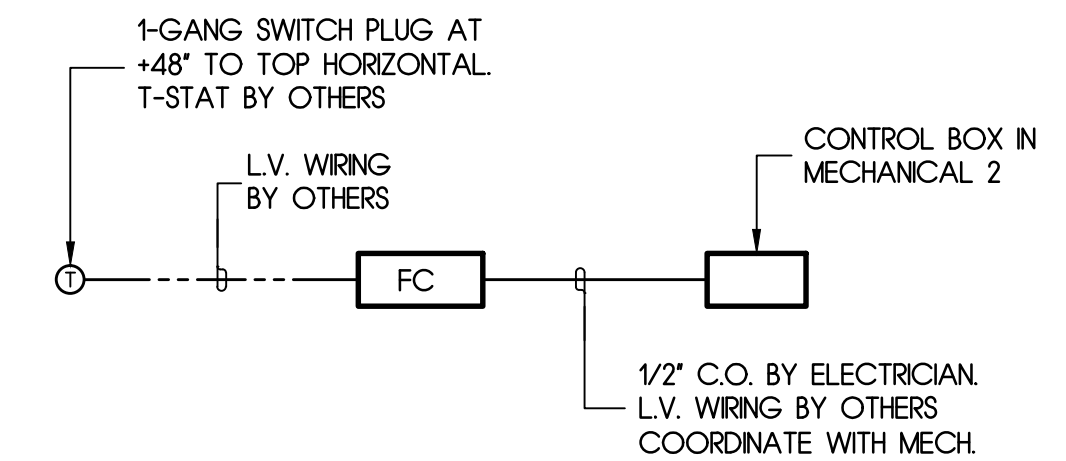 1-GANG SWITCH PLUG AT
+48" TO TOP HORIZONTAL.
T-STAT BY OTHERS
L.V. WIRING
BY OTHERS
CONTROL BOX IN
MECHANICAL 2
T
FC
1/2" C.O. BY ELECTRICIAN.
L.V. WIRING BY OTHERS
COORDINATE WITH MECH.